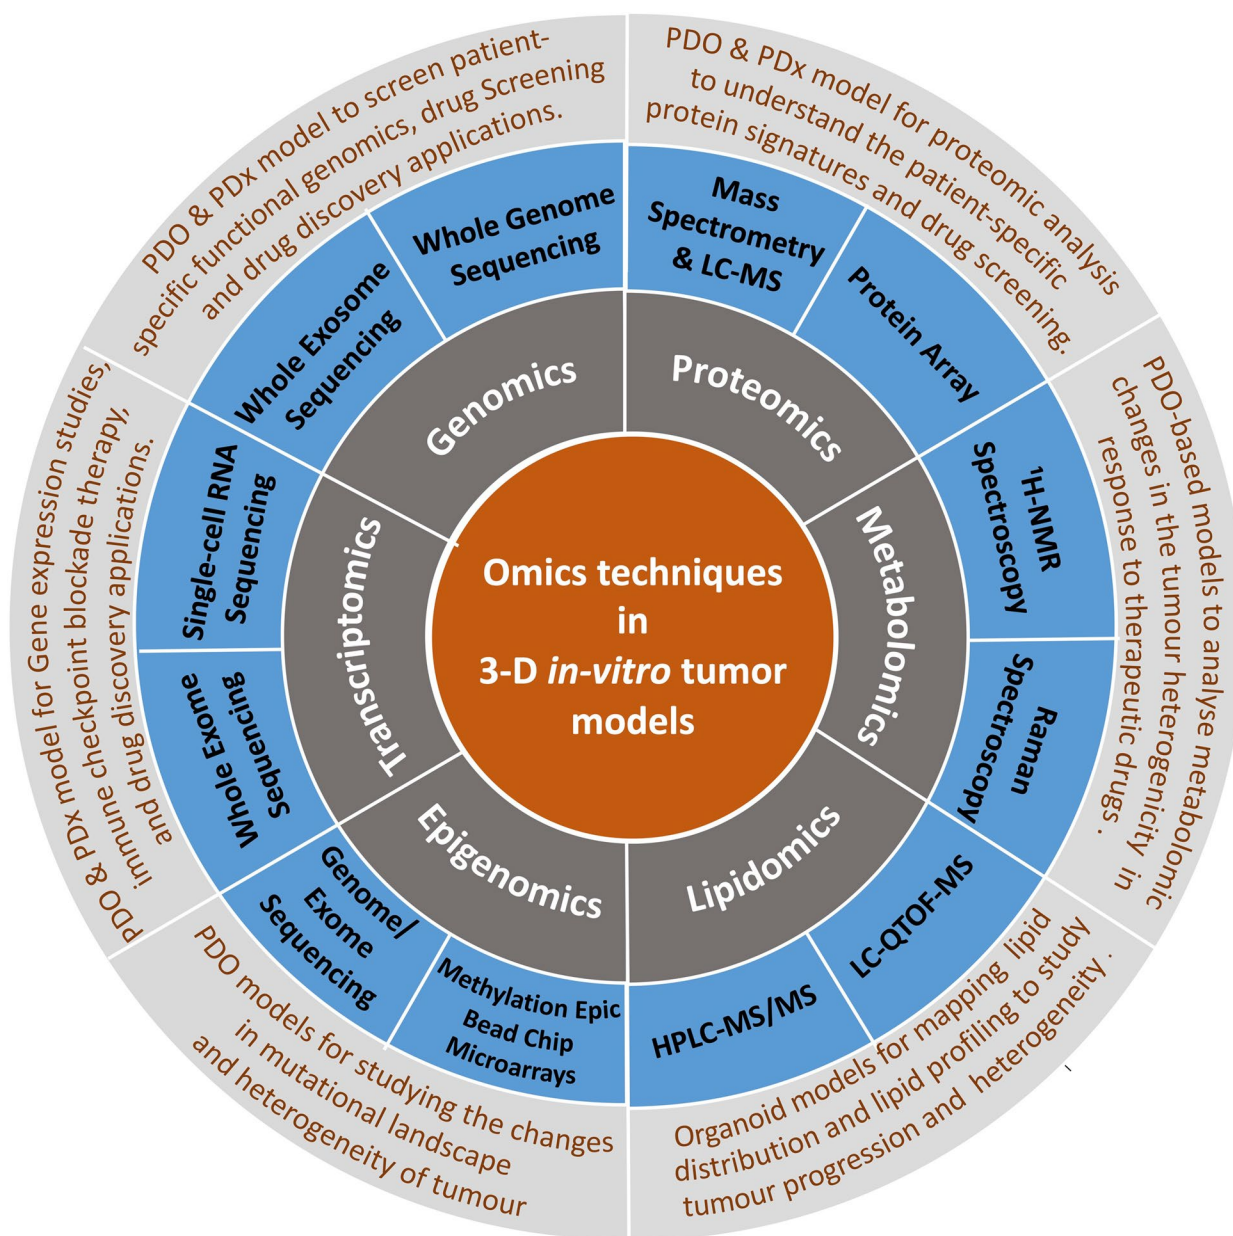 Omics techniques
in
3-D in-vitro tumor
models
Genomics
Whole Exosome
Sequencing
Whole Genome
Sequencing
PDO & PDx model to screen patient-
specific functional genomics, drug Screening
and drug discovery applications.
Proteomics
Mass
Spectrometry
& LC-MS
Protein Array
PDO & PDx model for proteomic analysis
to understand the patient-specific
protein signatures and drug screening.
Metabolomics
¹H-NMR
Spectroscopy
Raman
Spectroscopy
PDO-based models to analyse metabolomic
changes in the tumour heterogenicity in
response to therapeutic drugs .
Lipidomics
LC-QTOF-MS
HPLC-MS/MS
Organoid models for mapping lipid
distribution and lipid profiling to study
tumour progression and heterogeneity .
Epigenomics
Methylation Epic
Bead Chip
Microarrays
Genome/
Exome
Sequencing
PDO models for studying the changes
in mutational landscape
and heterogeneity of tumour
Transcriptomics
Whole Exome
Sequencing
Single-cell RNA
Sequencing
PDO & PDx model for Gene expression studies,
immune checkpoint blockade therapy,
and drug discovery applications.